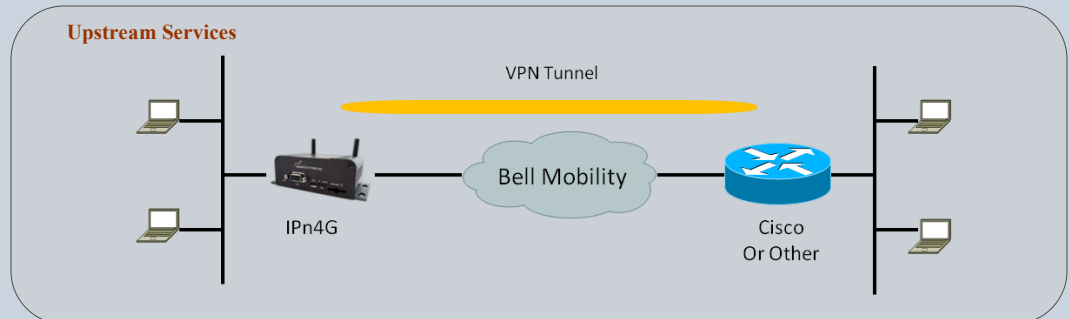 Upstream Services
VPN Tunnel
Bell Mobility
IPn4G
Cisco
Or Other